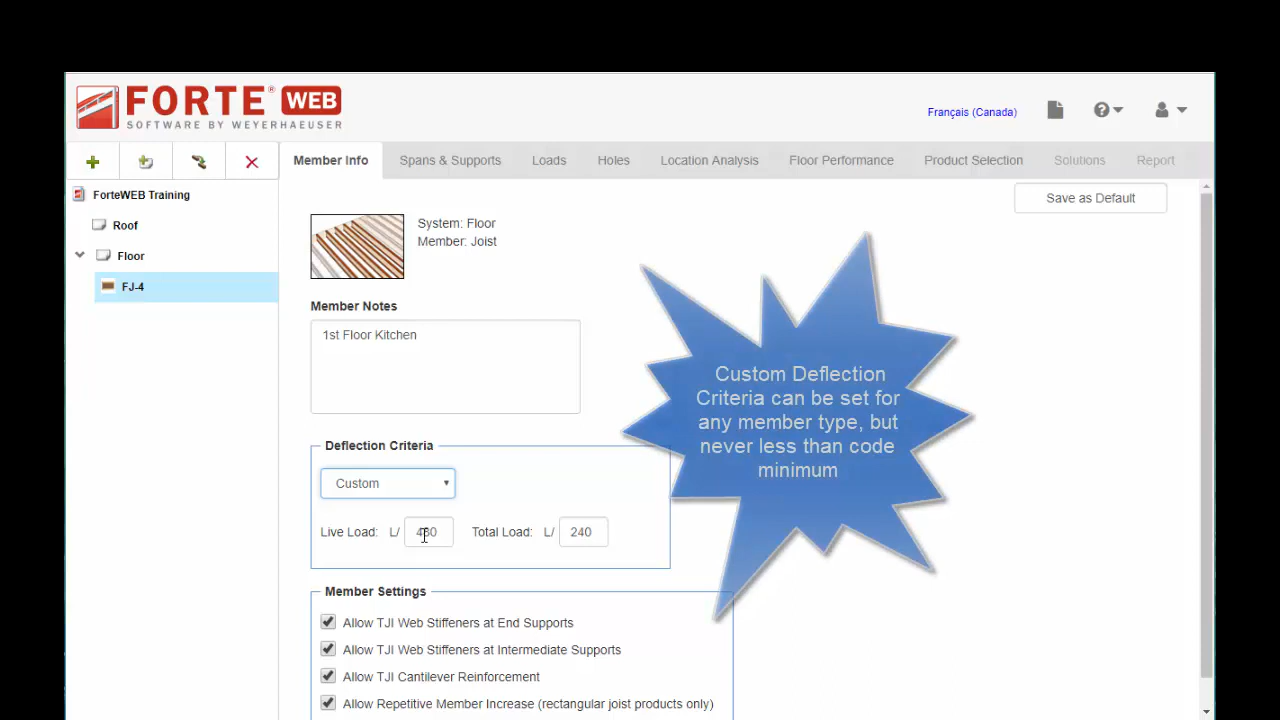 FORTE® WEB
SOFTWARE BY WEYERHAEUSER
Français (Canada)
Member Info
Spans & Supports
Loads
Holes
Location Analysis
Floor Performance
Product Selection
Solutions
Report
ForteWEB Training
Roof
Floor
FJ-4
Save as Default
System: Floor
Member: Joist
Member Notes
1st Floor Kitchen
Custom Deflection
Criteria can be set for
any member type, but
never less than code
minimum
Deflection Criteria
Custom
Live Load: L/ 480 Total Load: L/ 240
Member Settings
Allow TJI Web Stiffeners at End Supports
Allow TJI Web Stiffeners at Intermediate Supports
Allow TJI Cantilever Reinforcement
Allow Repetitive Member Increase (rectangular joist products only)